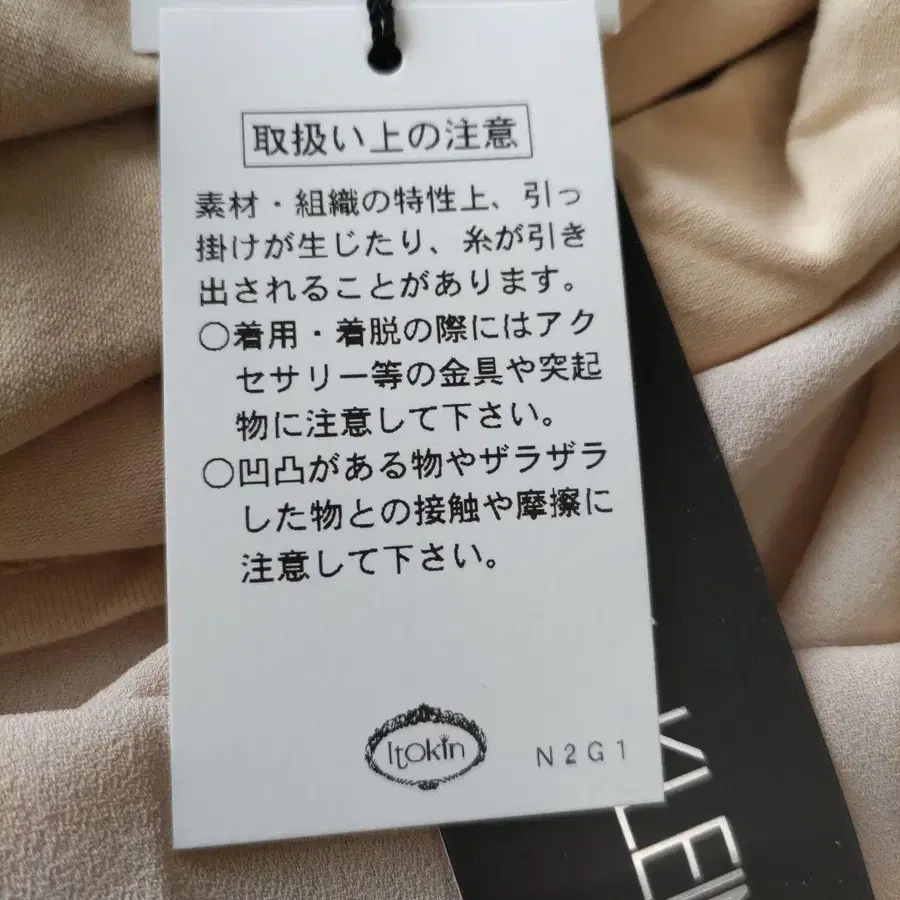 取扱い上の注意
素材・組織の特性上、引っ
掛けが生じたり、糸が引き
出されることがあります。
○着用・着脱の際にはアク
セサリー等の金具や突起
物に注意して下さい。
○凹凸がある物やザラザラ
した物との接触や摩擦に
注意して下さい。
Itokin
N2G1